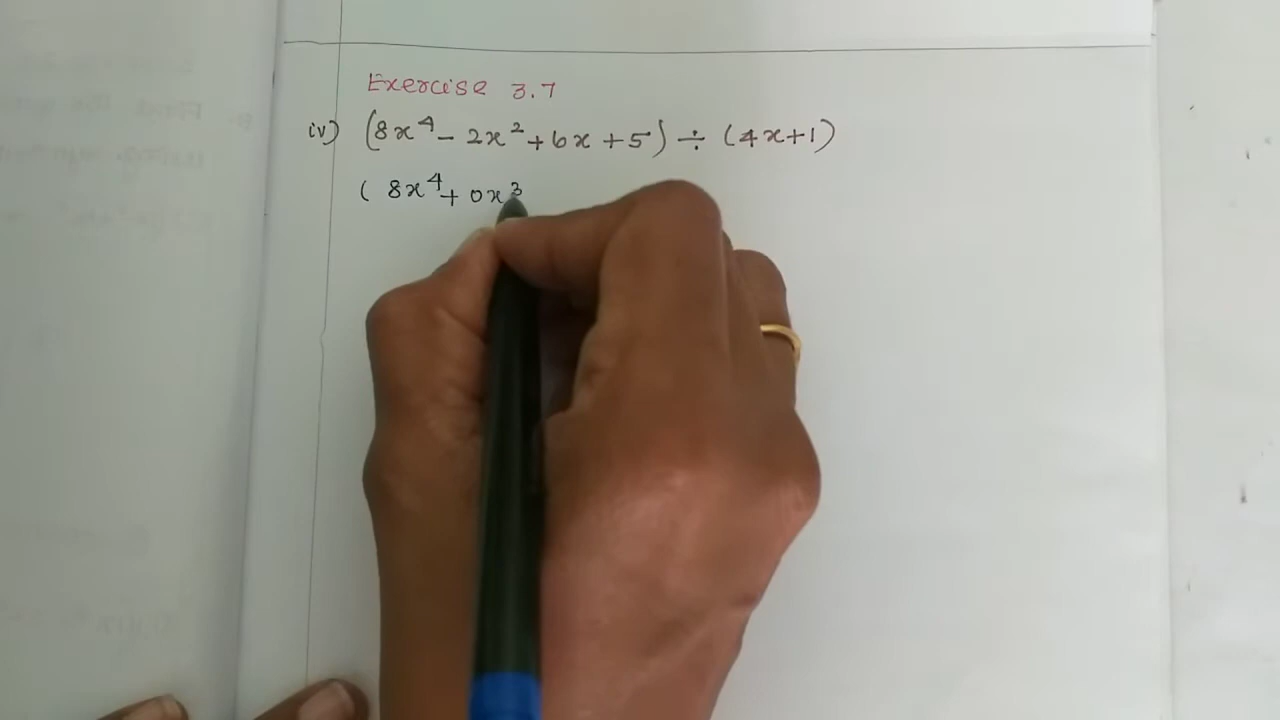 Exercise 3.7
iv) (8x⁴ - 2x² + 6x + 5) ÷ (4x+1)
( 8x⁴ + 0x³